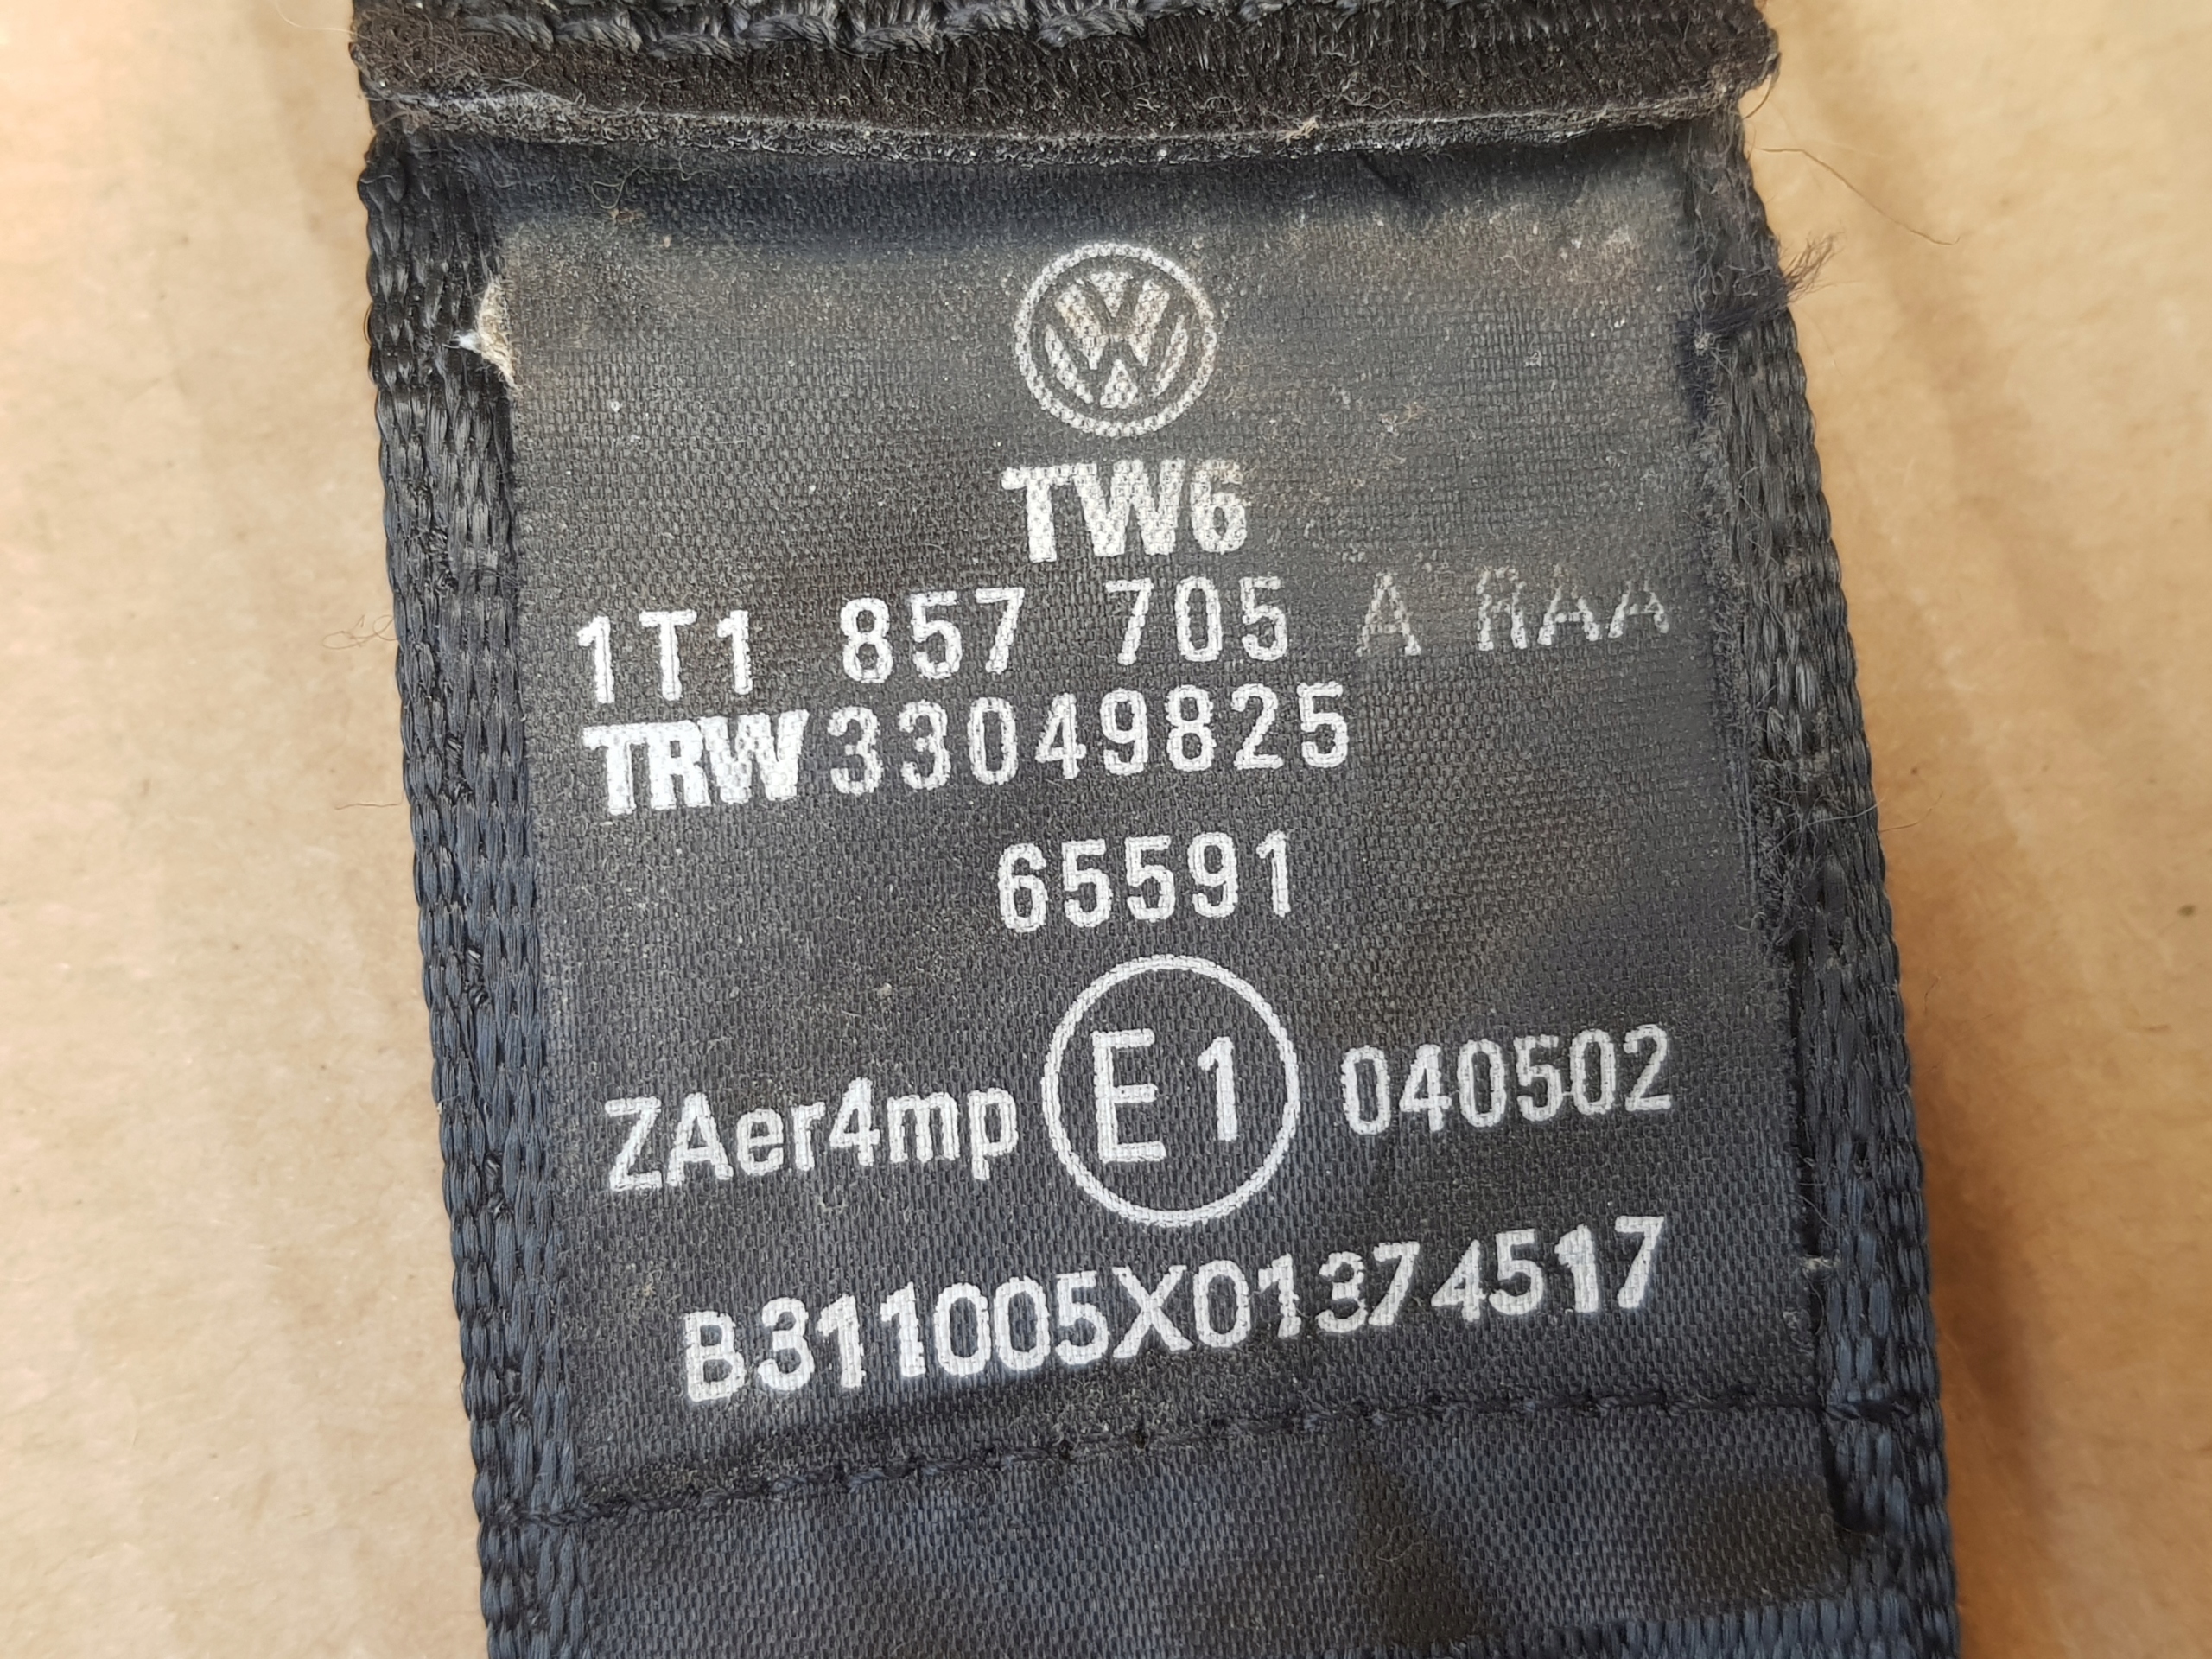 TW6
1T1 857 705 A RAA
TRW 33049825
65591
ZAer4mp E1 040502
B311005X01374517